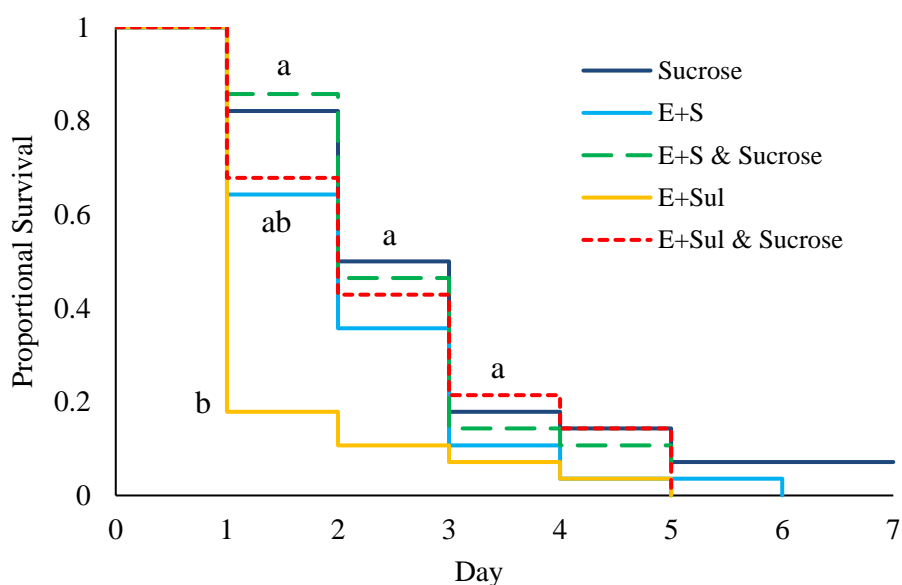 1
a
Sucrose
E+S
0.8
E+S & Sucrose
E+Sul
0.6
ab
a
E+Sul & Sucrose
Proportional Survival
0.4
a
0.2
b
0
0 1 2 3 4 5 6 7
Day